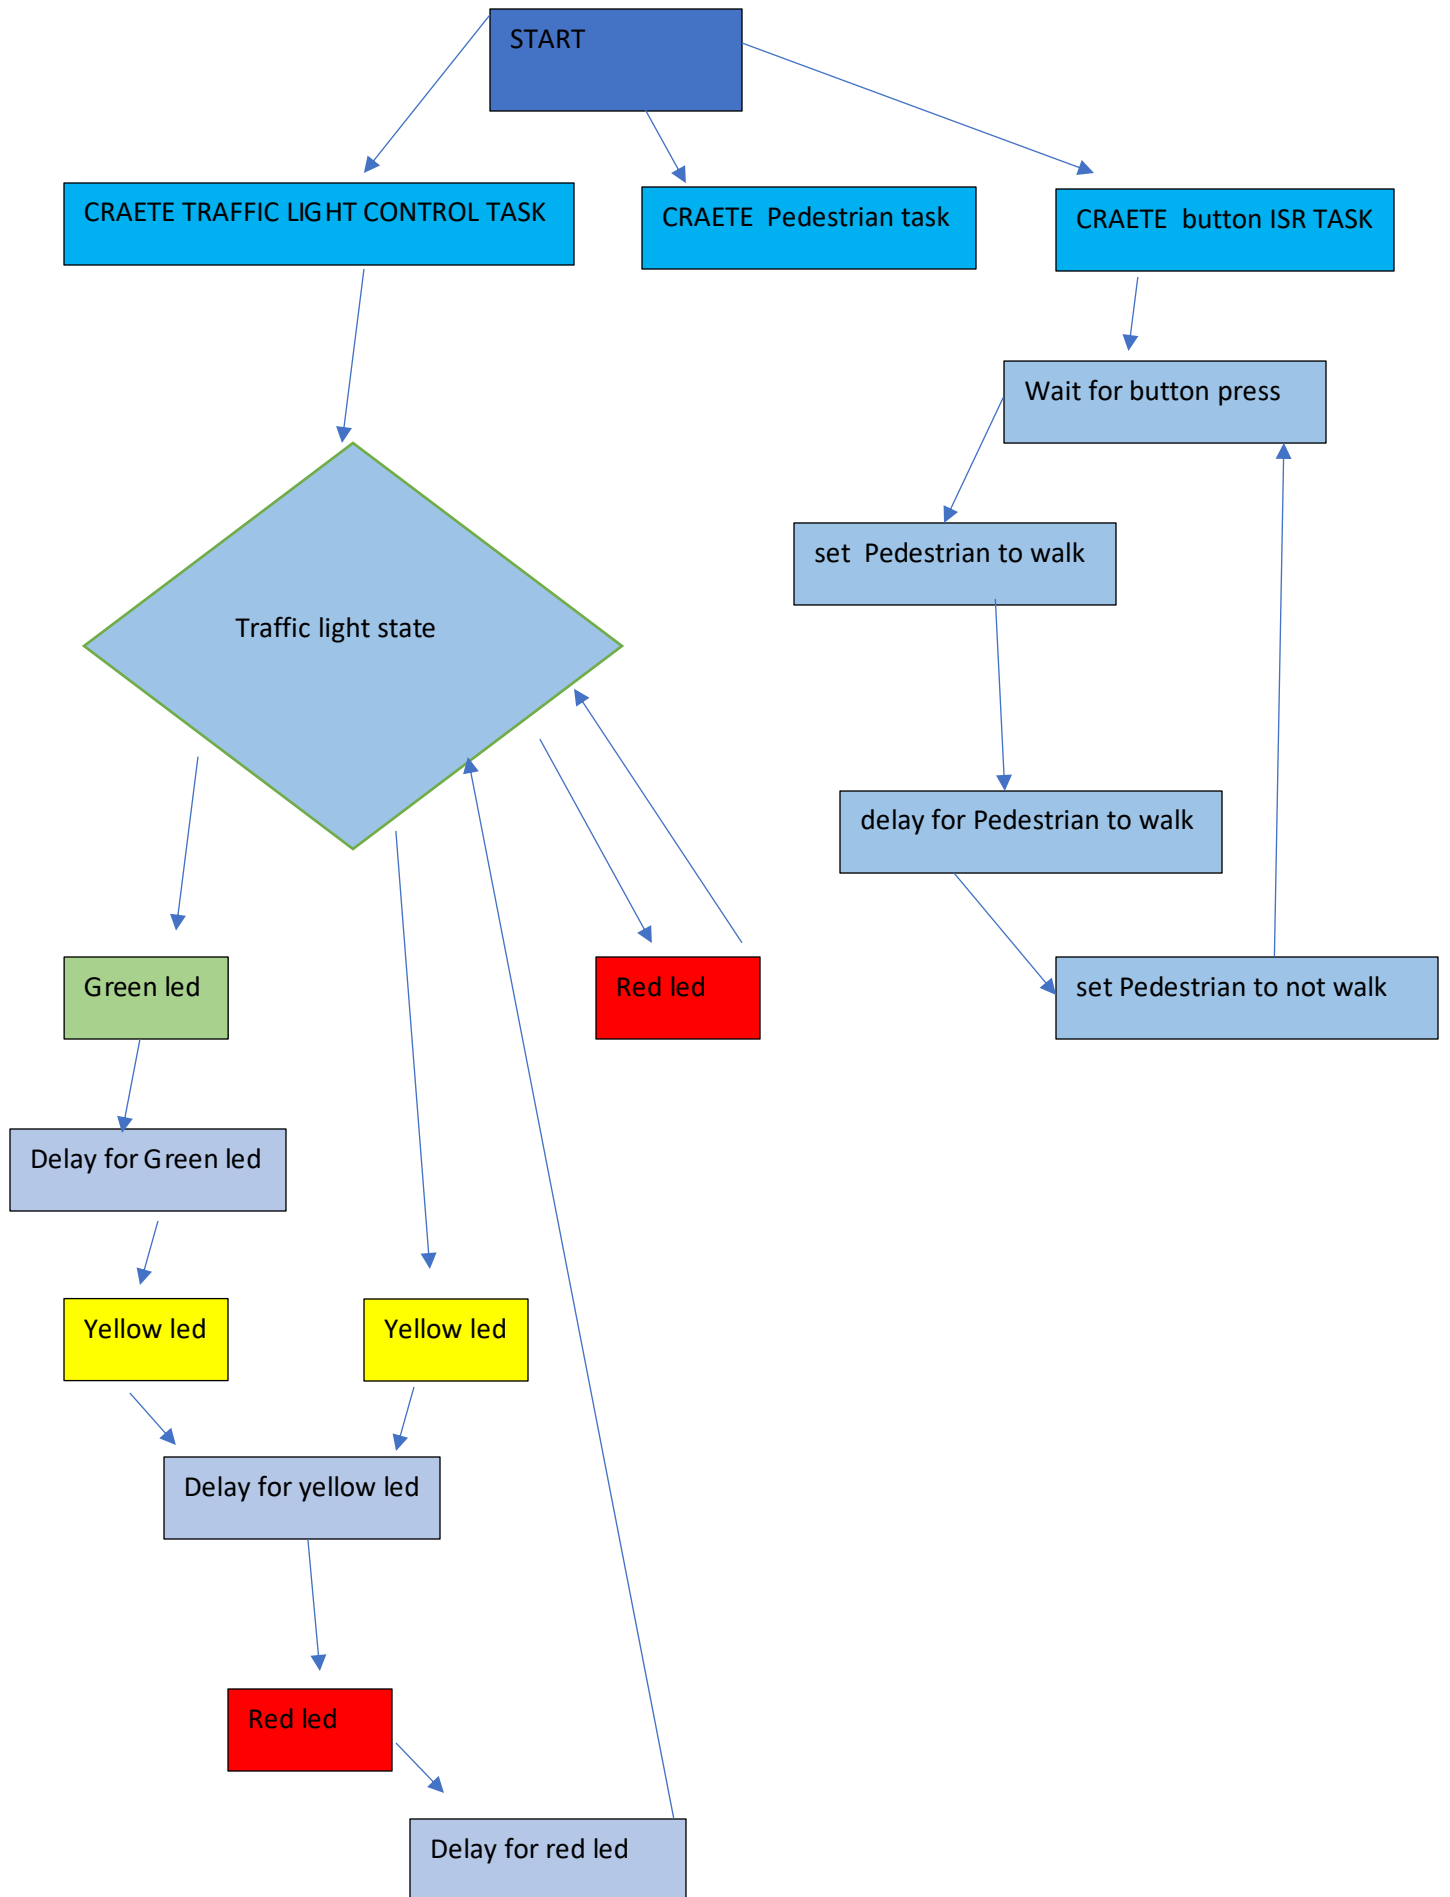 START
CRAETE TRAFFIC LIGHT CONTROL TASK
CRAETE  Pedestrian task
CRAETE  button ISR TASK
Wait for button press
set  Pedestrian to walk
Traffic light state
delay for Pedestrian to walk
Green led
Red led
set Pedestrian to not walk
Delay for Green led
Yellow led
Yellow led
Delay for yellow led
Red led
Delay for red led